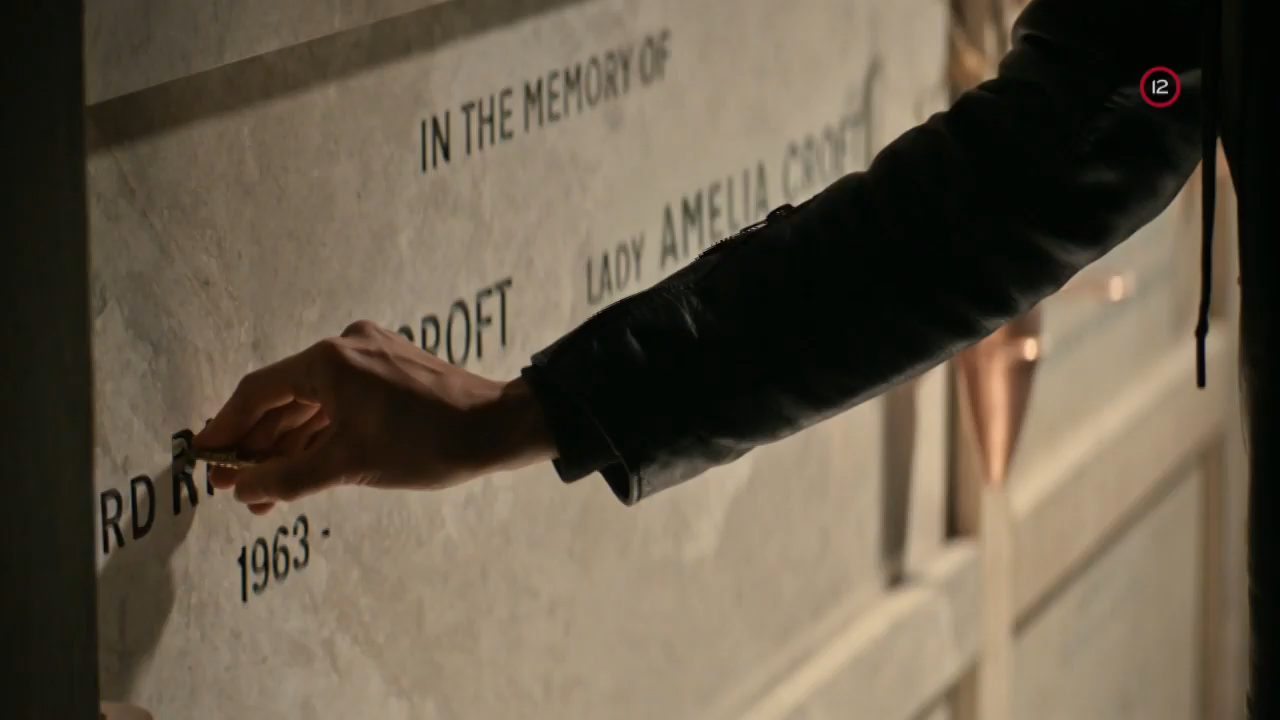 IN THE MEMORY OF
LADY AMELIA CROFT
CROFT
RD
1963 -
12